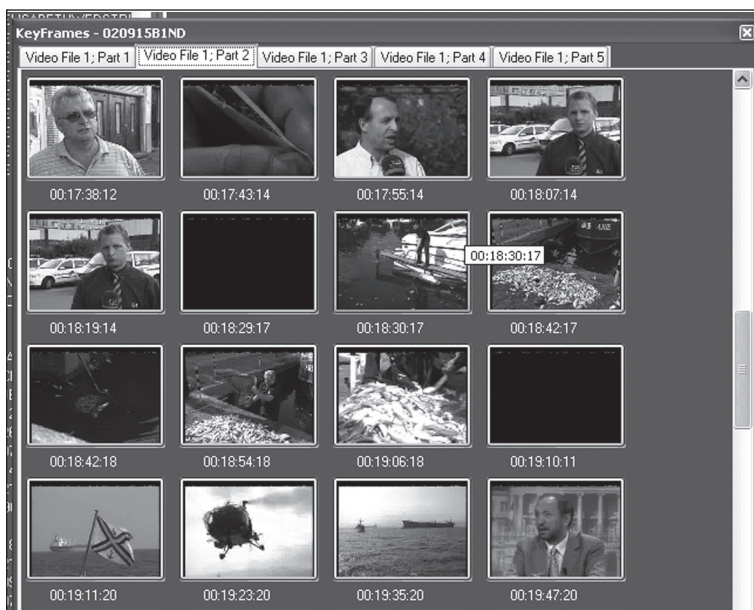 KeyFrames - 020915B1ND
Video File 1; Part 1 Video File 1; Part 2 Video File 1; Part 3 Video File 1; Part 4 Video File 1; Part 5
00:17:38:12 00:17:43:14 00:17:55:14 00:18:07:14
00:18:30:17
00:18:19:14 00:18:29:17 00:18:30:17 00:18:42:17
00:18:42:18 00:18:54:18 00:19:06:18 00:19:10:11
00:19:11:20 00:19:23:20 00:19:35:20 00:19:47:20